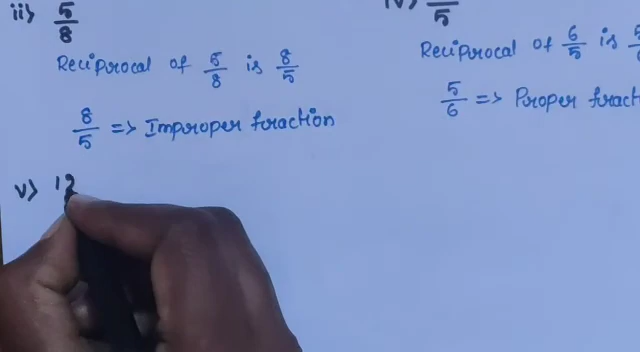 ii) 5/8
Reciprocal of 5/8 is 8/5
8/5 => Improper fraction
v) 12
5
Reciprocal of 6/5 is
5/6 => Proper